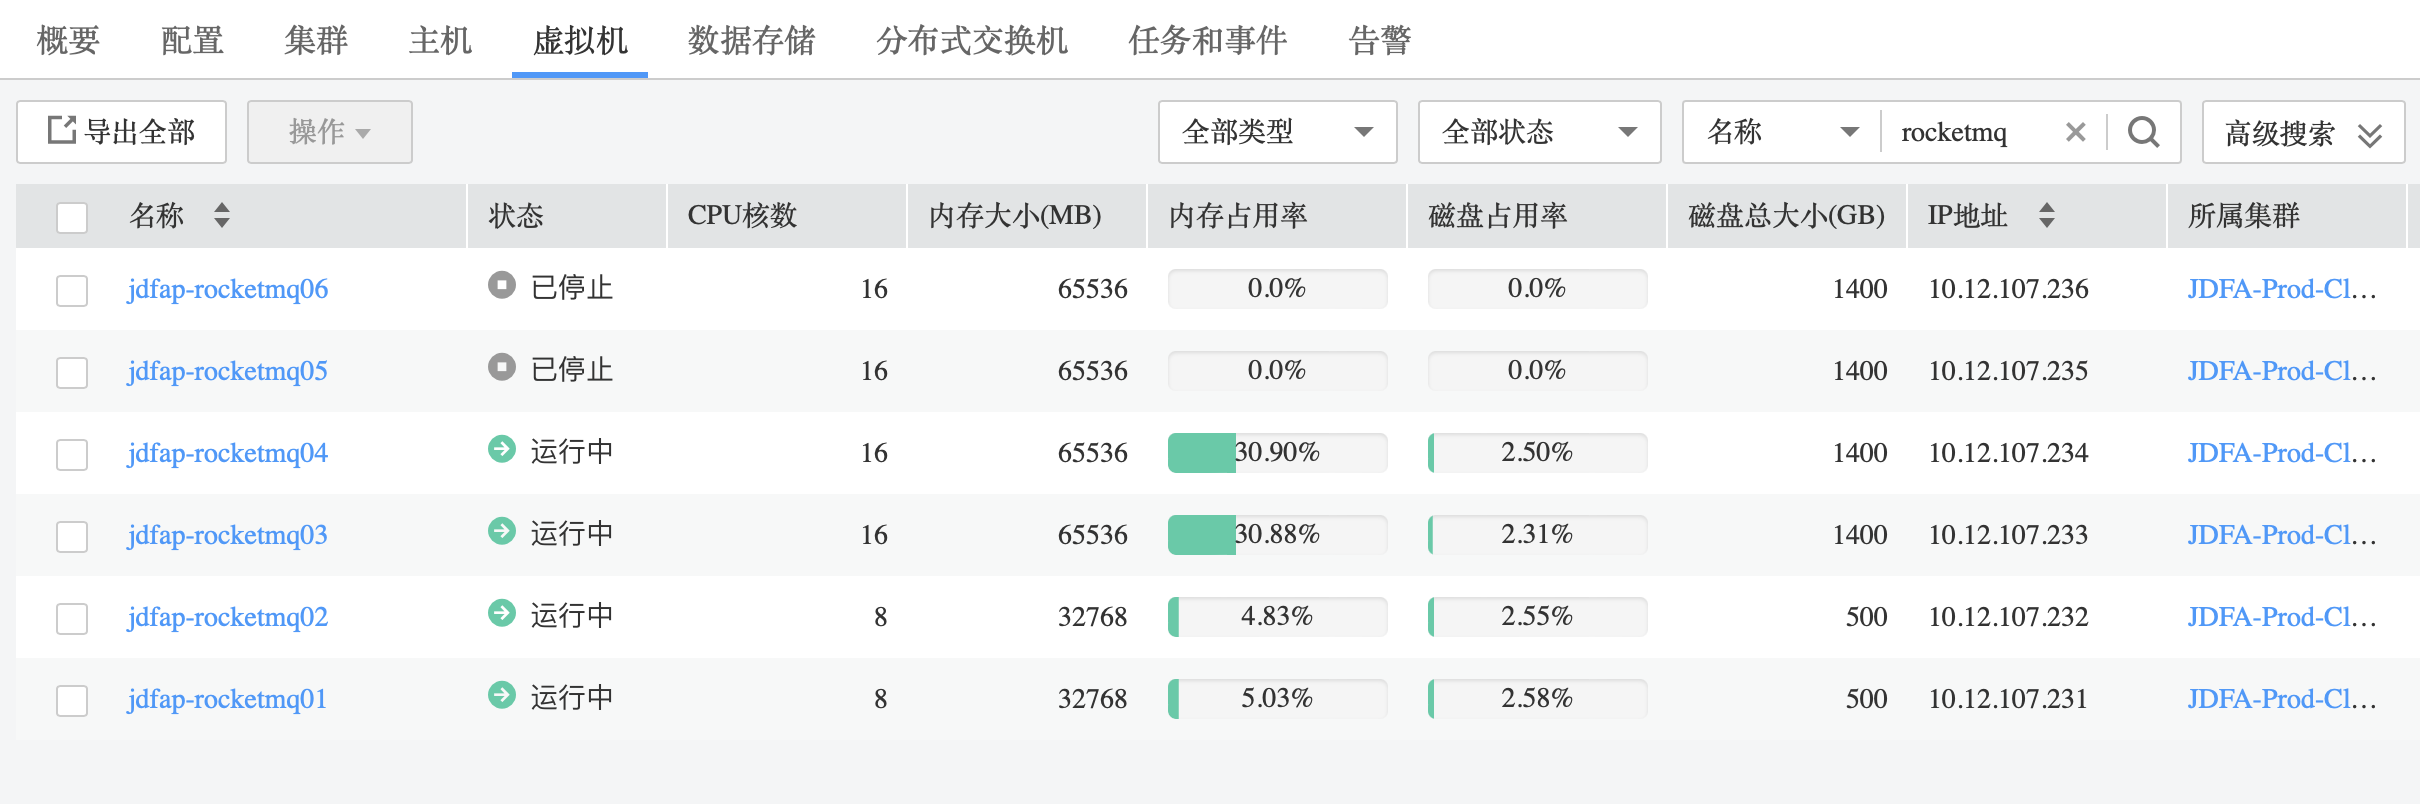 概要 配置 集群 主机 虚拟机 数据存储 分布式交换机 任务和事件 告警
导出全部 操作 全部类型 全部状态 名称 rocketmq 高级搜索
名称 状态 CPU核数 内存大小(MB) 内存占用率 磁盘占用率 磁盘总大小(GB) IP地址 所属集群
jdfap-rocketmq06 已停止 16 65536 0.0% 0.0% 1400 10.12.107.236 JDFA-Prod-Cl...
jdfap-rocketmq05 已停止 16 65536 0.0% 0.0% 1400 10.12.107.235 JDFA-Prod-Cl...
jdfap-rocketmq04 运行中 16 65536 30.90% 2.50% 1400 10.12.107.234 JDFA-Prod-Cl...
jdfap-rocketmq03 运行中 16 65536 30.88% 2.31% 1400 10.12.107.233 JDFA-Prod-Cl...
jdfap-rocketmq02 运行中 8 32768 4.83% 2.55% 500 10.12.107.232 JDFA-Prod-Cl...
jdfap-rocketmq01 运行中 8 32768 5.03% 2.58% 500 10.12.107.231 JDFA-Prod-Cl...